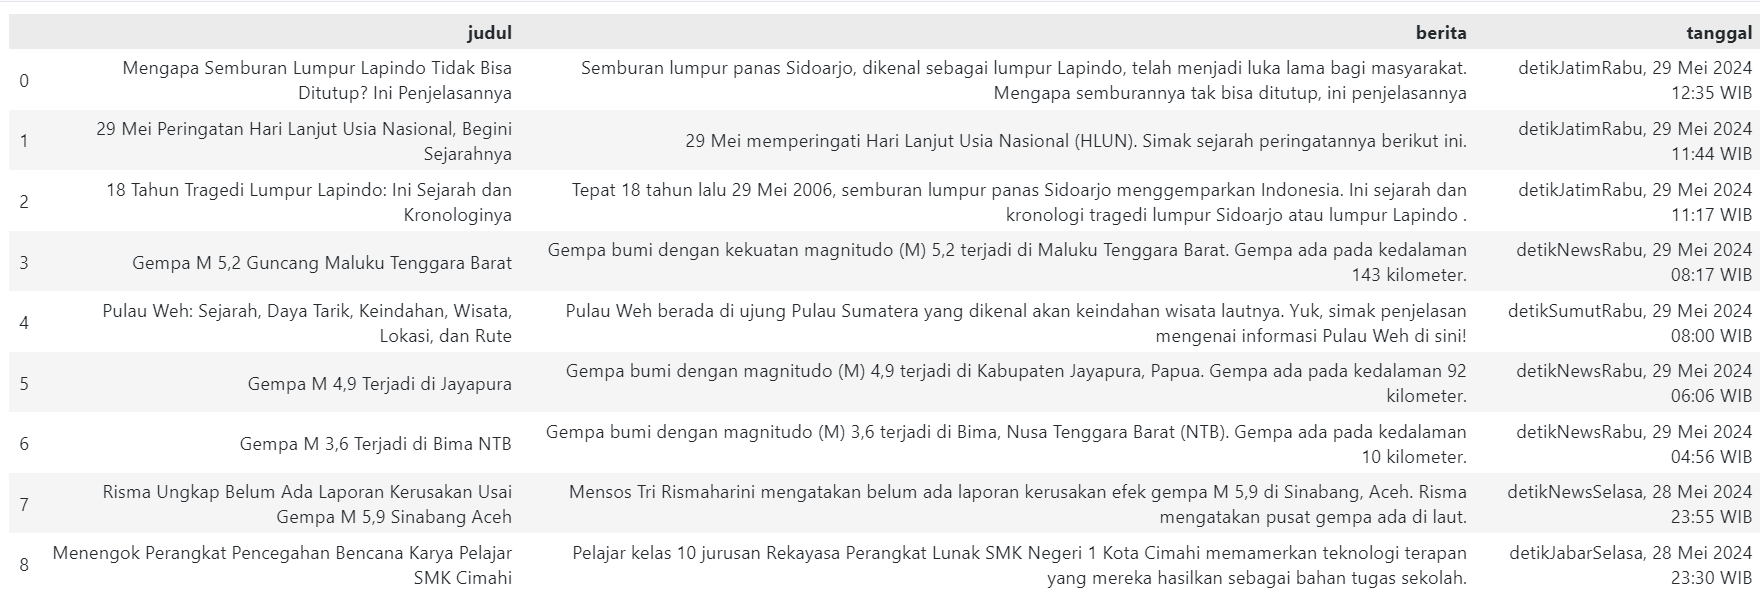 judul berita tanggal
0 Mengapa Semburan Lumpur Lapindo Tidak Bisa Ditutup? Ini Penjelasannya Semburan lumpur panas Sidoarjo, dikenal sebagai lumpur Lapindo, telah menjadi luka lama bagi masyarakat. Mengapa semburannya tak bisa ditutup, ini penjelasannya detikJatimRabu, 29 Mei 2024 12:35 WIB
1 29 Mei Peringatan Hari Lanjut Usia Nasional, Begini Sejarahnya 29 Mei memperingati Hari Lanjut Usia Nasional (HLUN). Simak sejarah peringatannya berikut ini. detikJatimRabu, 29 Mei 2024 11:44 WIB
2 18 Tahun Tragedi Lumpur Lapindo: Ini Sejarah dan Kronologinya Tepat 18 tahun lalu 29 Mei 2006, semburan lumpur panas Sidoarjo menggemparkan Indonesia. Ini sejarah dan kronologi tragedi lumpur Sidoarjo atau lumpur Lapindo . detikJatimRabu, 29 Mei 2024 11:17 WIB
3 Gempa M 5,2 Guncang Maluku Tenggara Barat Gempa bumi dengan kekuatan magnitudo (M) 5,2 terjadi di Maluku Tenggara Barat. Gempa ada pada kedalaman 143 kilometer. detikNewsRabu, 29 Mei 2024 08:17 WIB
4 Pulau Weh: Sejarah, Daya Tarik, Keindahan, Wisata, Lokasi, dan Rute Pulau Weh berada di ujung Pulau Sumatera yang dikenal akan keindahan wisata lautnya. Yuk, simak penjelasan mengenai informasi Pulau Weh di sini! detikSumutRabu, 29 Mei 2024 08:00 WIB
5 Gempa M 4,9 Terjadi di Jayapura Gempa bumi dengan magnitudo (M) 4,9 terjadi di Kabupaten Jayapura, Papua. Gempa ada pada kedalaman 92 kilometer. detikNewsRabu, 29 Mei 2024 06:06 WIB
6 Gempa M 3,6 Terjadi di Bima NTB Gempa bumi dengan magnitudo (M) 3,6 terjadi di Bima, Nusa Tenggara Barat (NTB). Gempa ada pada kedalaman 10 kilometer. detikNewsRabu, 29 Mei 2024 04:56 WIB
7 Risma Ungkap Belum Ada Laporan Kerusakan Usai Gempa M 5,9 Sinabang Aceh Mensos Tri Rismaharini mengatakan belum ada laporan kerusakan efek gempa M 5,9 di Sinabang, Aceh. Risma mengatakan pusat gempa ada di laut. detikNewsSelasa, 28 Mei 2024 23:55 WIB
8 Menengok Perangkat Pencegahan Bencana Karya Pelajar SMK Cimahi Pelajar kelas 10 jurusan Rekayasa Perangkat Lunak SMK Negeri 1 Kota Cimahi memamerkan teknologi terapan yang mereka hasilkan sebagai bahan tugas sekolah. detikJabarSelasa, 28 Mei 2024 23:30 WIB